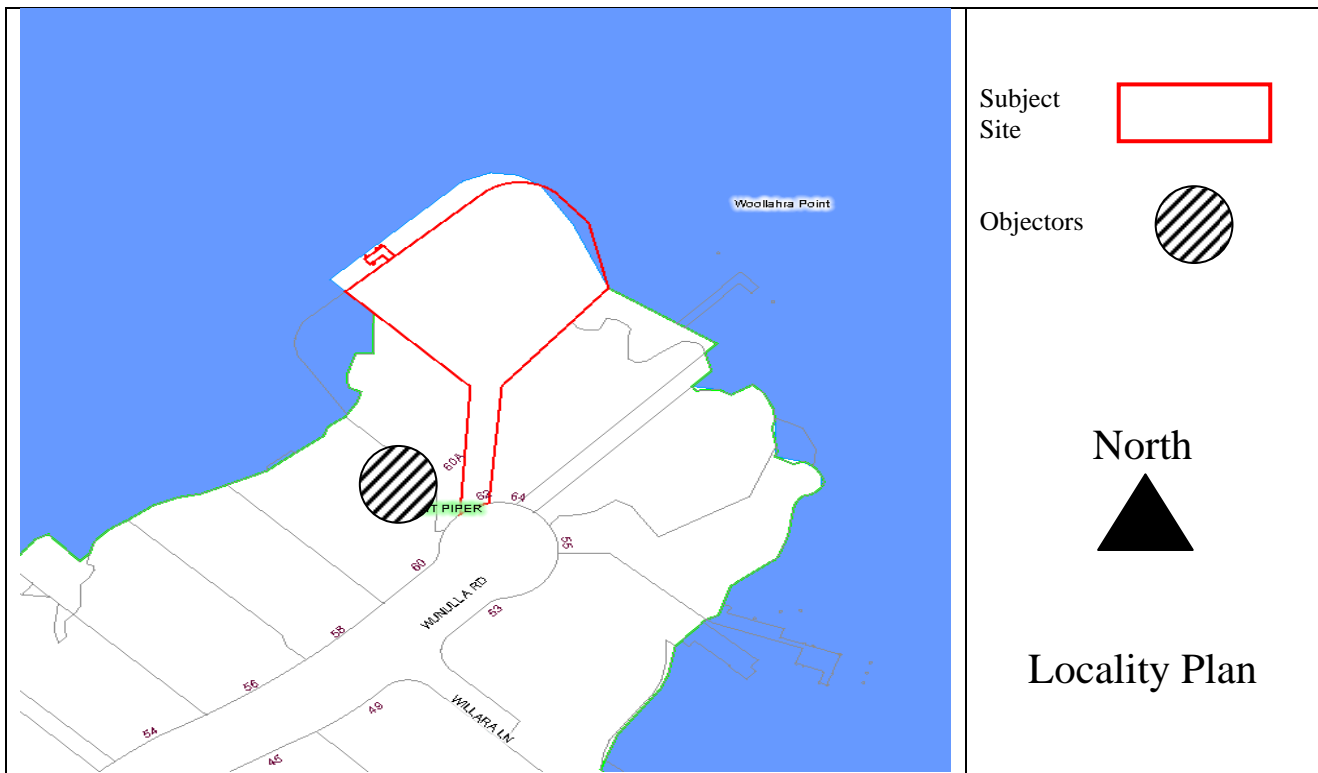 Woollahra Point
60A
62
64
T PIPER
55
60
WUNULLA RD
53
58
56
49
WILLARA LN
54
45
Subject
Site
Objectors
North
Locality Plan